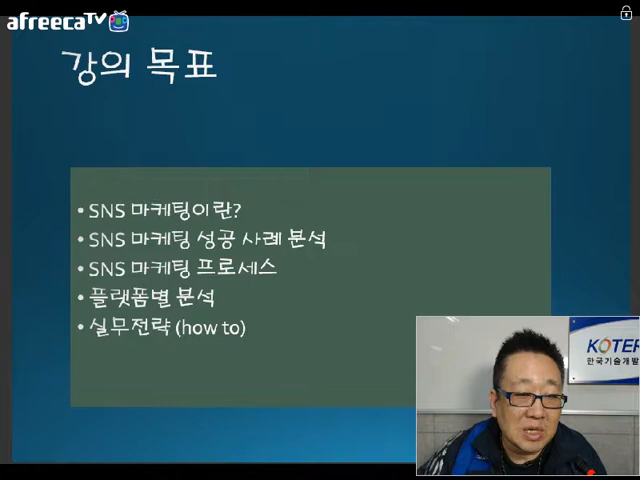 afreecaTV
강의 목표
• SNS 마케팅이란?
• SNS 마케팅 성공 사례 분석
• SNS 마케팅 프로세스
• 플랫폼별 분석
• 실무전략 (how to)
KOTER
한국기술개발